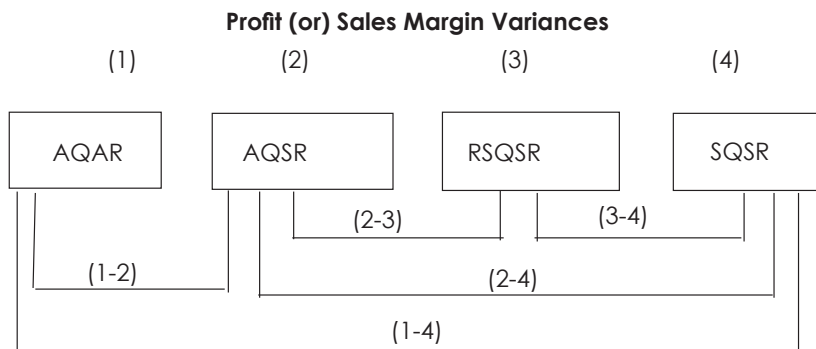 Profit (or) Sales Margin Variances
(1) (2) (3) (4)
AQAR AQSR RSQSR SQSR
(2-3) (3-4)
(1-2) (2-4)
(1-4)